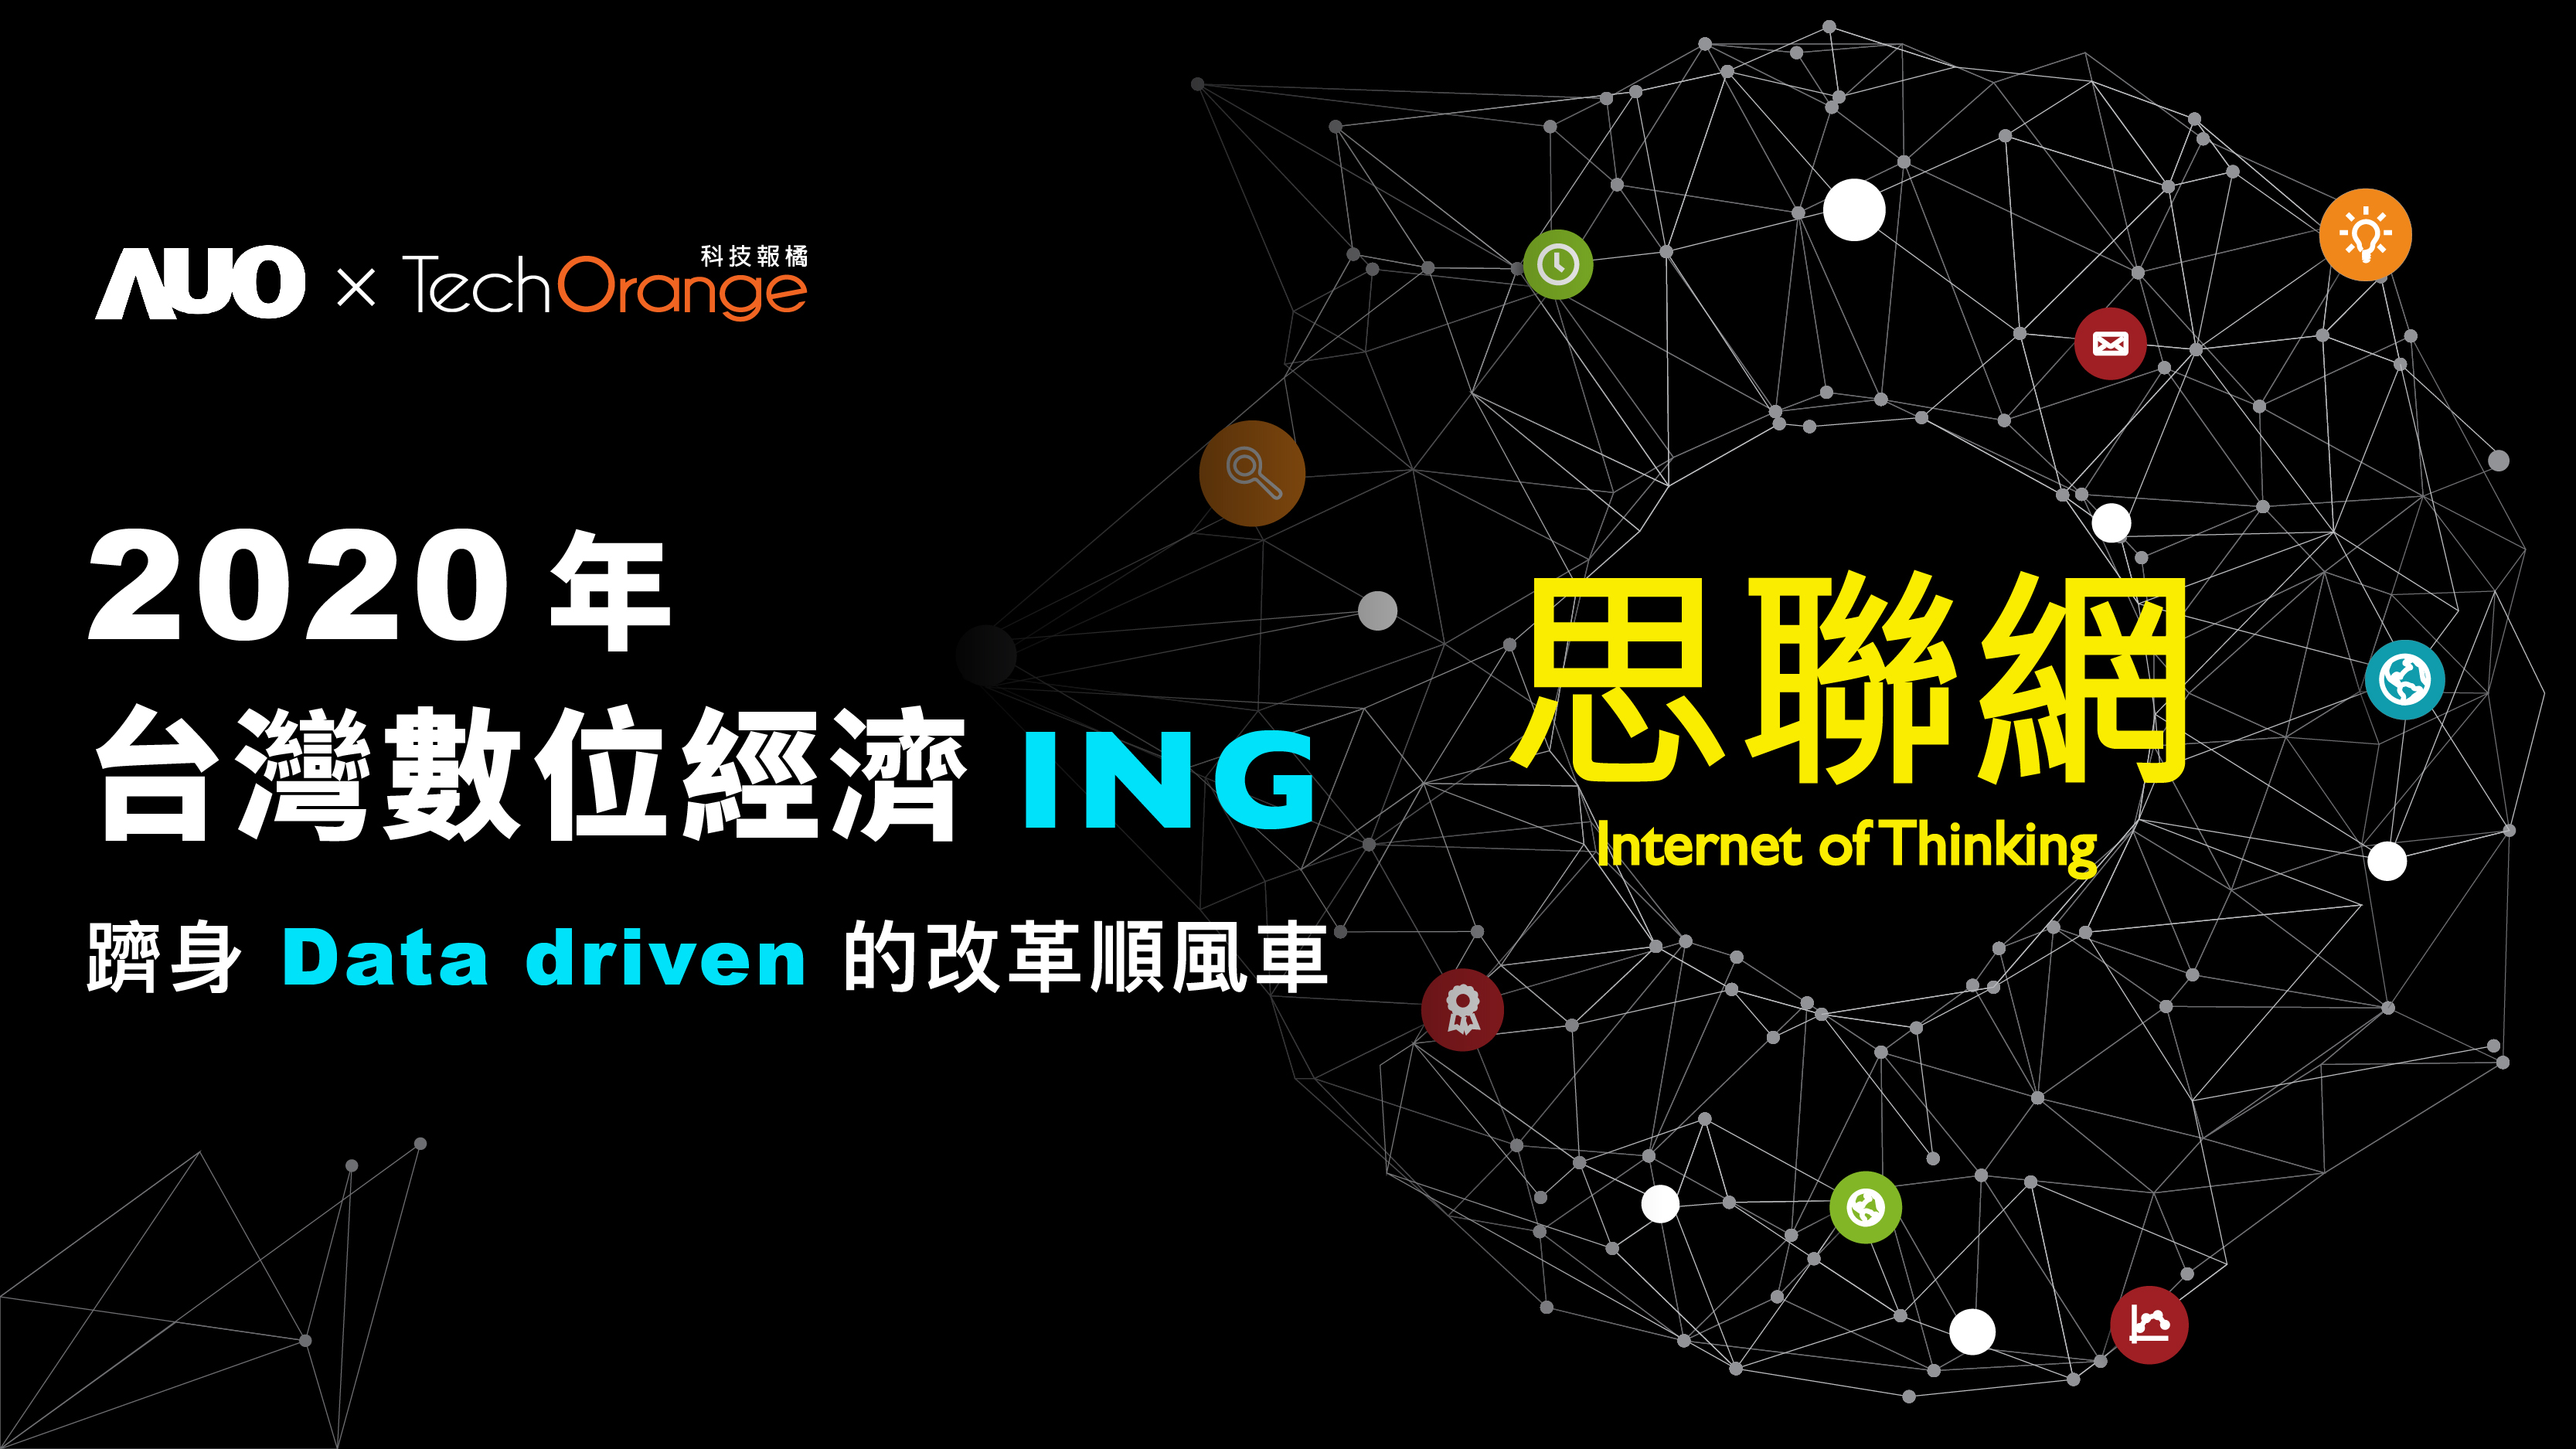 AUO × TechOrange 科技報橘
2020 年
台灣數位經濟 ING
躋身 Data driven 的改革順風車
思聯網
Internet of Thinking